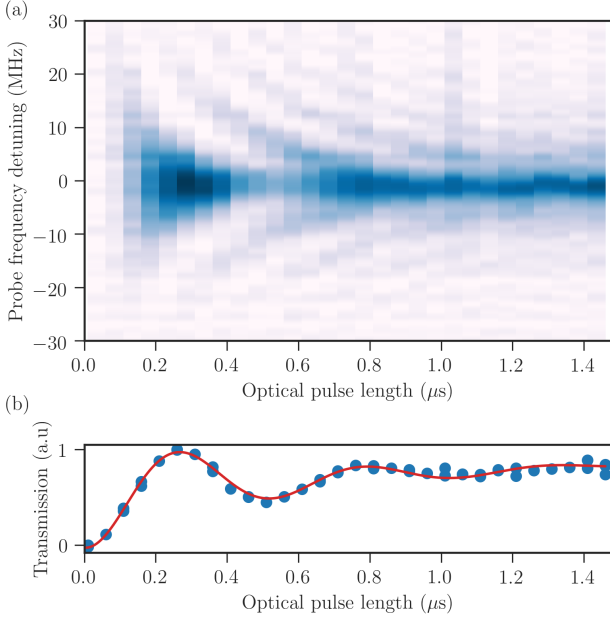 (a)
Probe frequency detuning (MHz)
30
20
10
0
−10
−20
−30
0.0 0.2 0.4 0.6 0.8 1.0 1.2 1.4
Optical pulse length (μs)
(b)
Transmission (a.u)
1
0
0.0 0.2 0.4 0.6 0.8 1.0 1.2 1.4
Optical pulse length (μs)